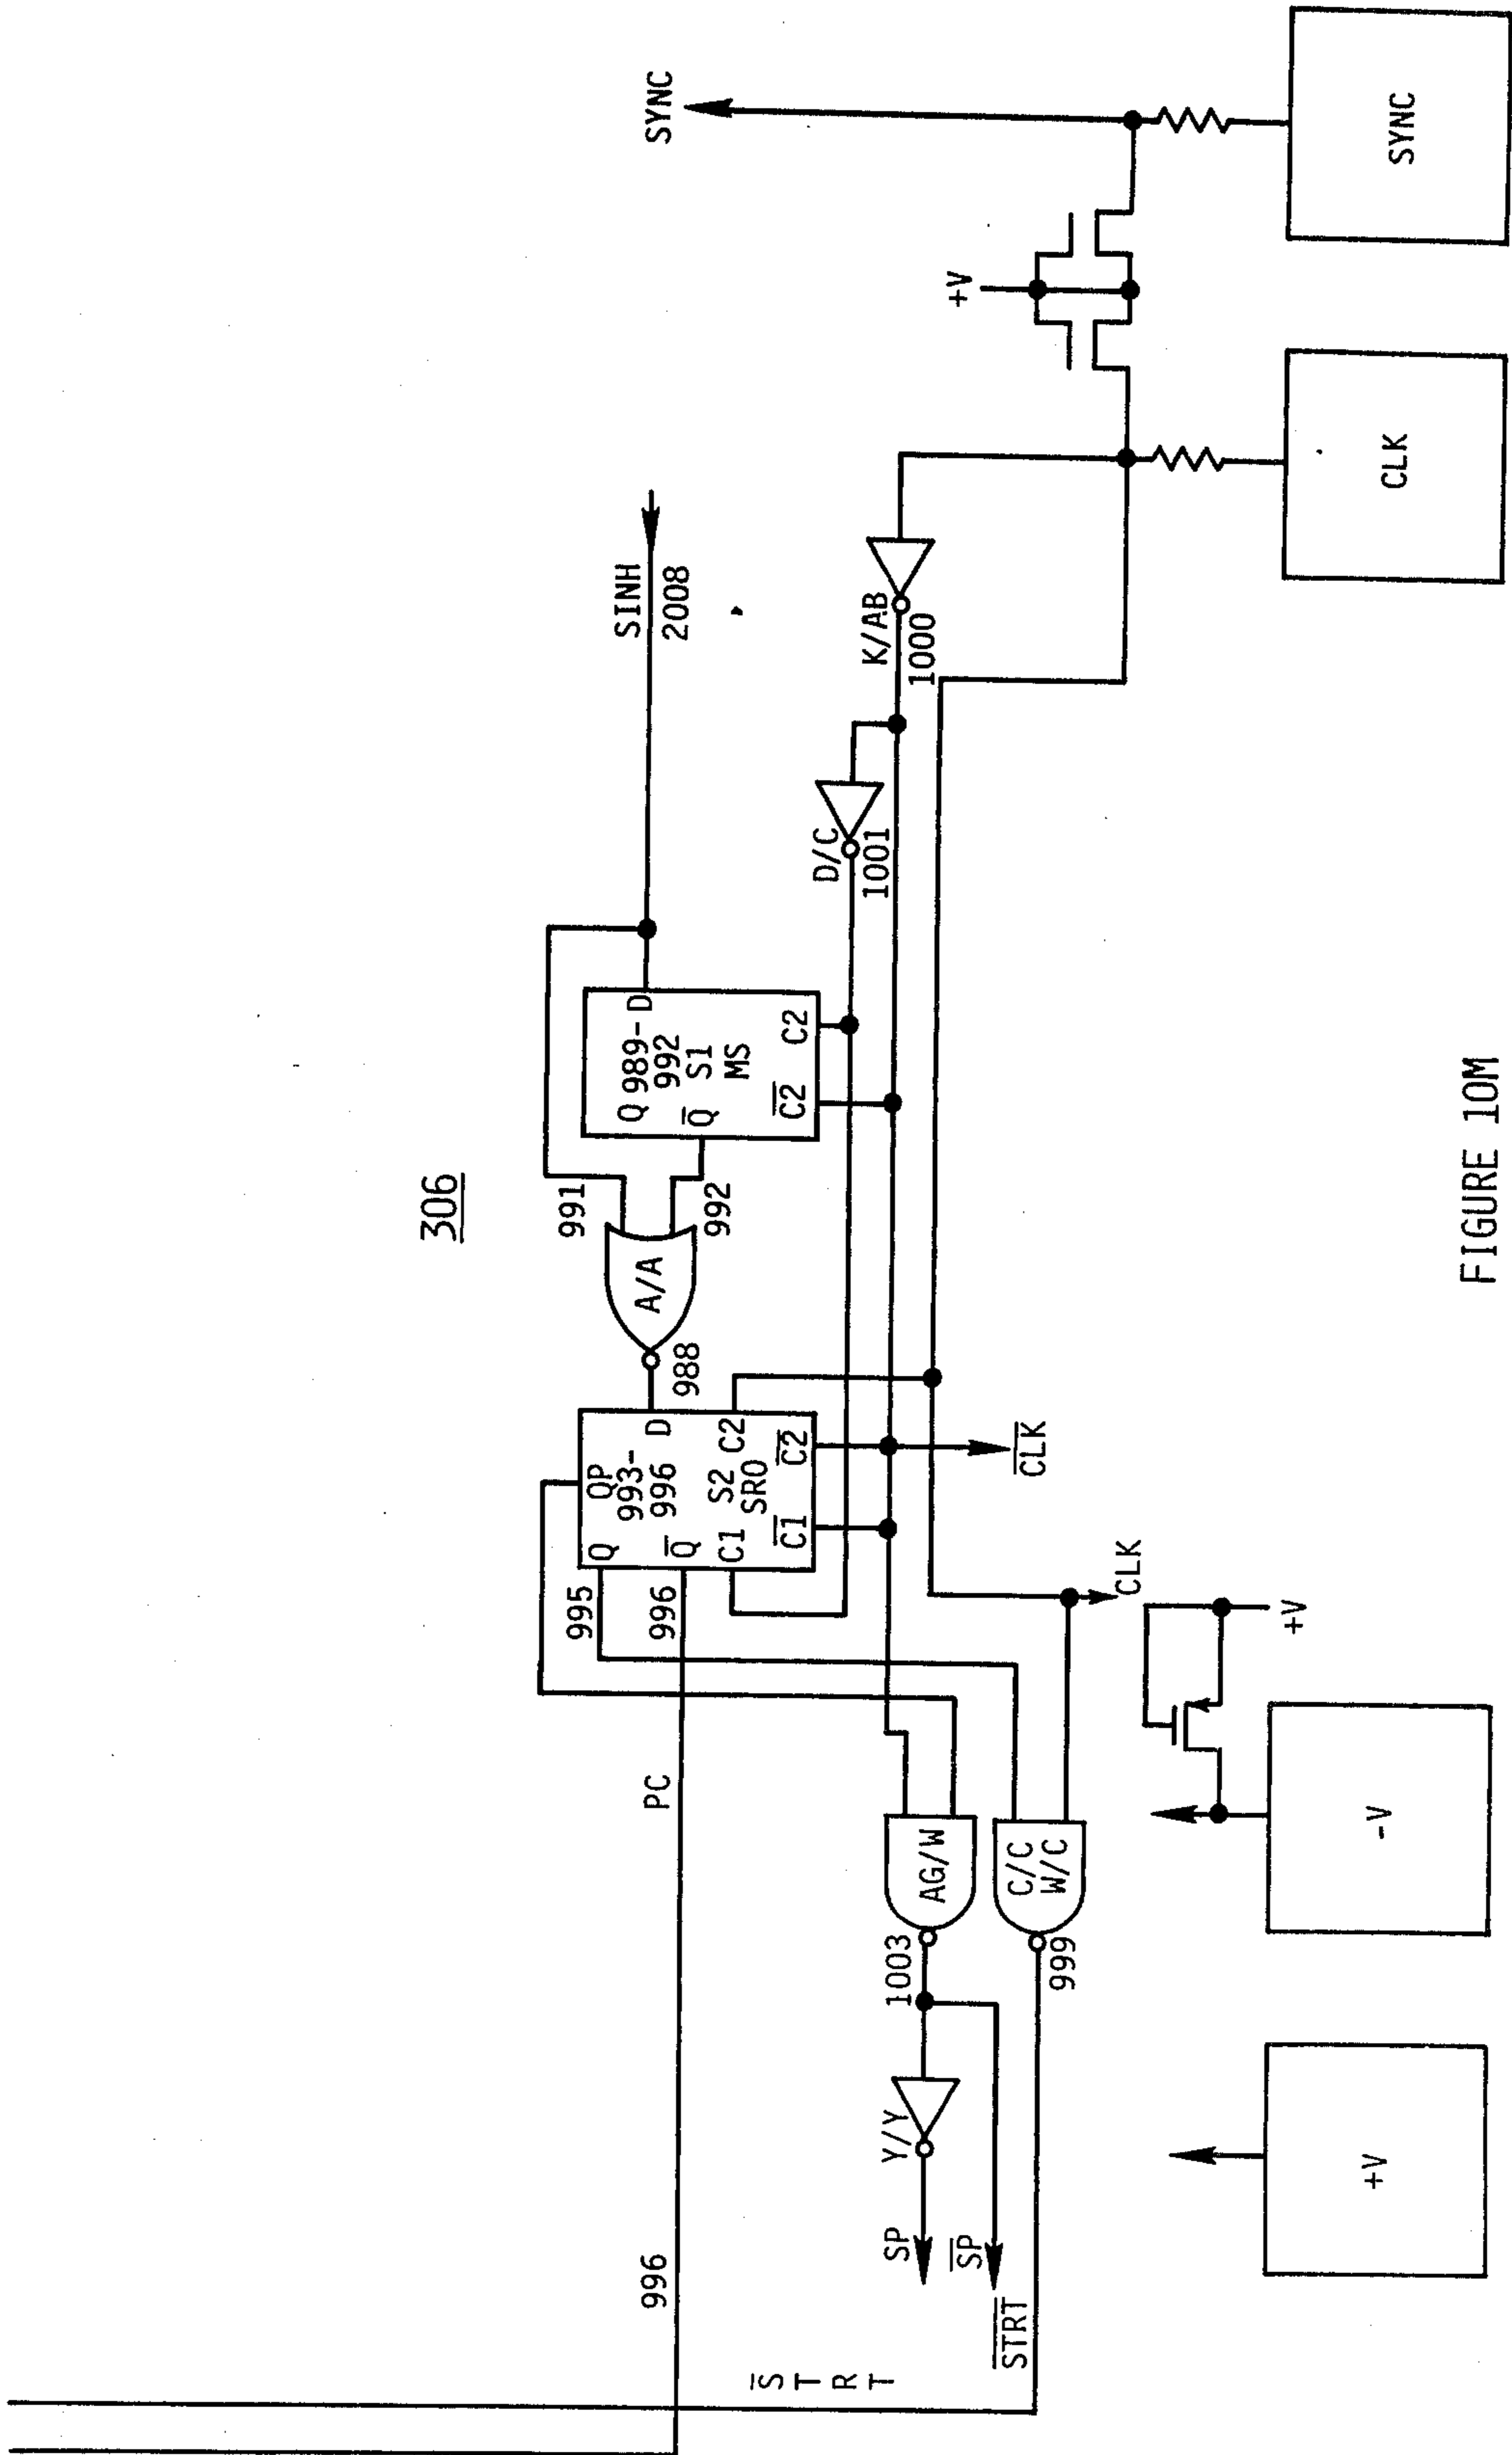 306
SINH
2008
SYNC
991
992
A/A
988
Q 989- D
992
S1
Q̅
MS
C̅2̅
C2
QP
Q
993-
996
D
Q̅
S2
C2
C1
SRO
C̅1̅
C̅2̅
995
996
PC
996
D/C
1001
K/AB
1000
+V
C̅L̅K̅
CLK
AG/W
1003
C/C
W/C
999
Y/Y
SP
S̅P̅
S̅T̅R̅T̅
S̅
T
R
T
+V
+V
-V
CLK
SYNC
FIGURE 10M